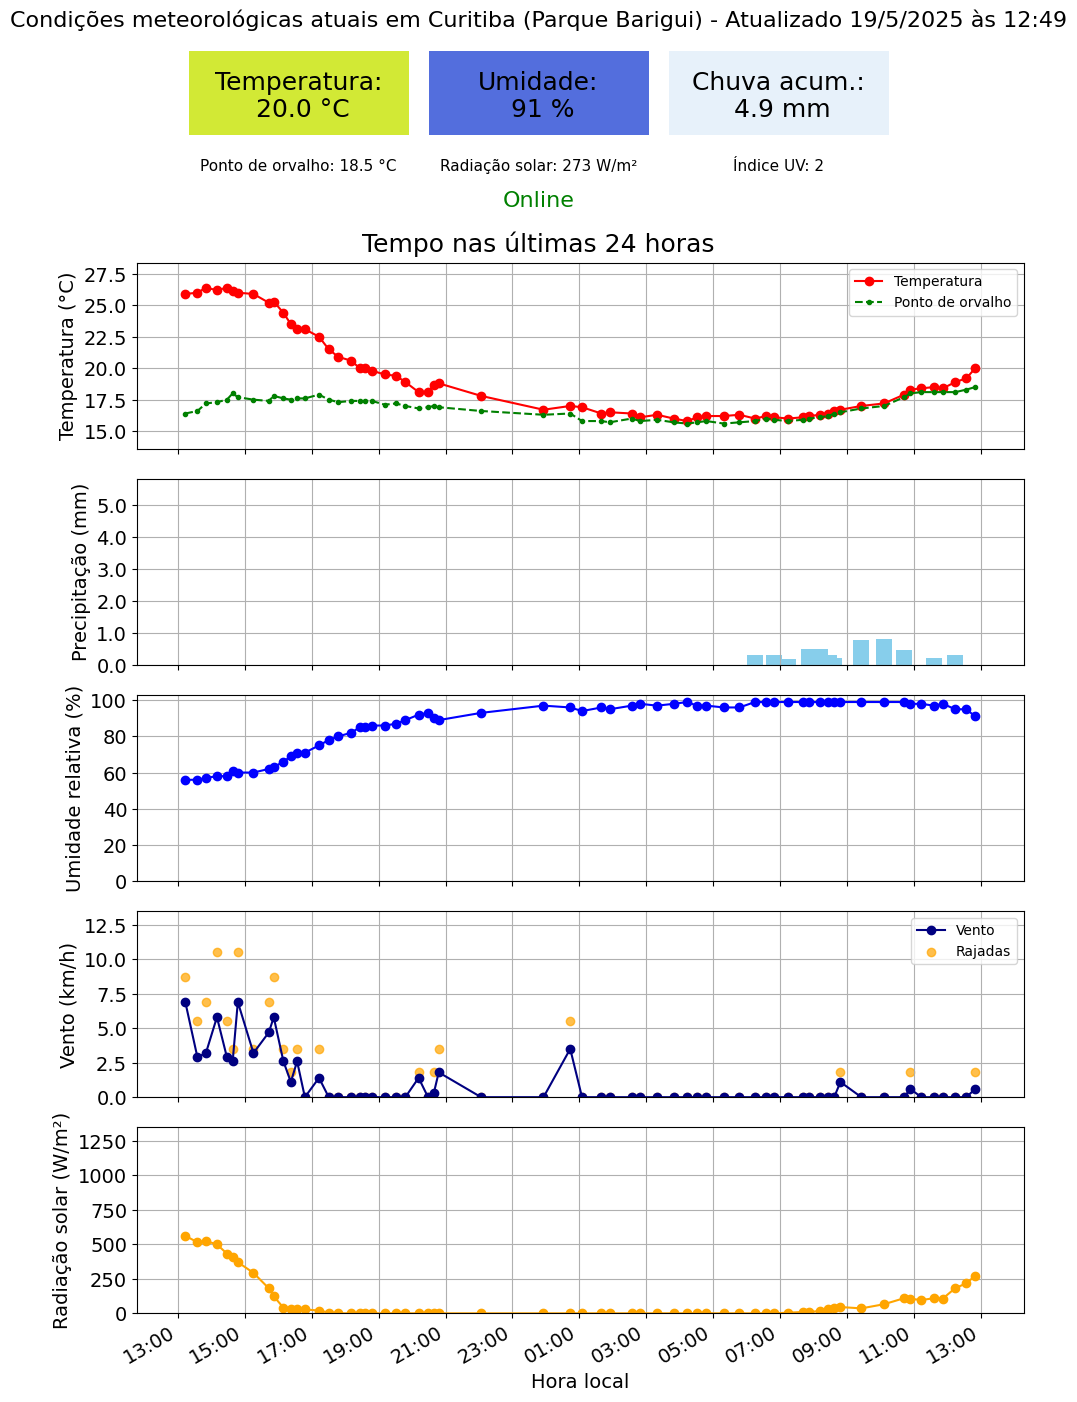 Condições meteorológicas atuais em Curitiba (Parque Barigui) - Atualizado 19/5/2025 às 12:49
Temperatura:
20.0 °C
Umidade:
91 %
Chuva acum.:
4.9 mm
Ponto de orvalho: 18.5 °C
Radiação solar: 273 W/m²
Índice UV: 2
Online
Tempo nas últimas 24 horas
Temperatura (°C)
27.5
25.0
22.5
20.0
17.5
15.0
Temperatura
Ponto de orvalho
Precipitação (mm)
5.0
4.0
3.0
2.0
1.0
0.0
Umidade relativa (%)
100
80
60
40
20
0
Vento (km/h)
12.5
10.0
7.5
5.0
2.5
0.0
Vento
Rajadas
Radiação solar (W/m²)
1250
1000
750
500
250
0
13:00
15:00
17:00
19:00
21:00
23:00
01:00
03:00
05:00
07:00
09:00
11:00
13:00
Hora local